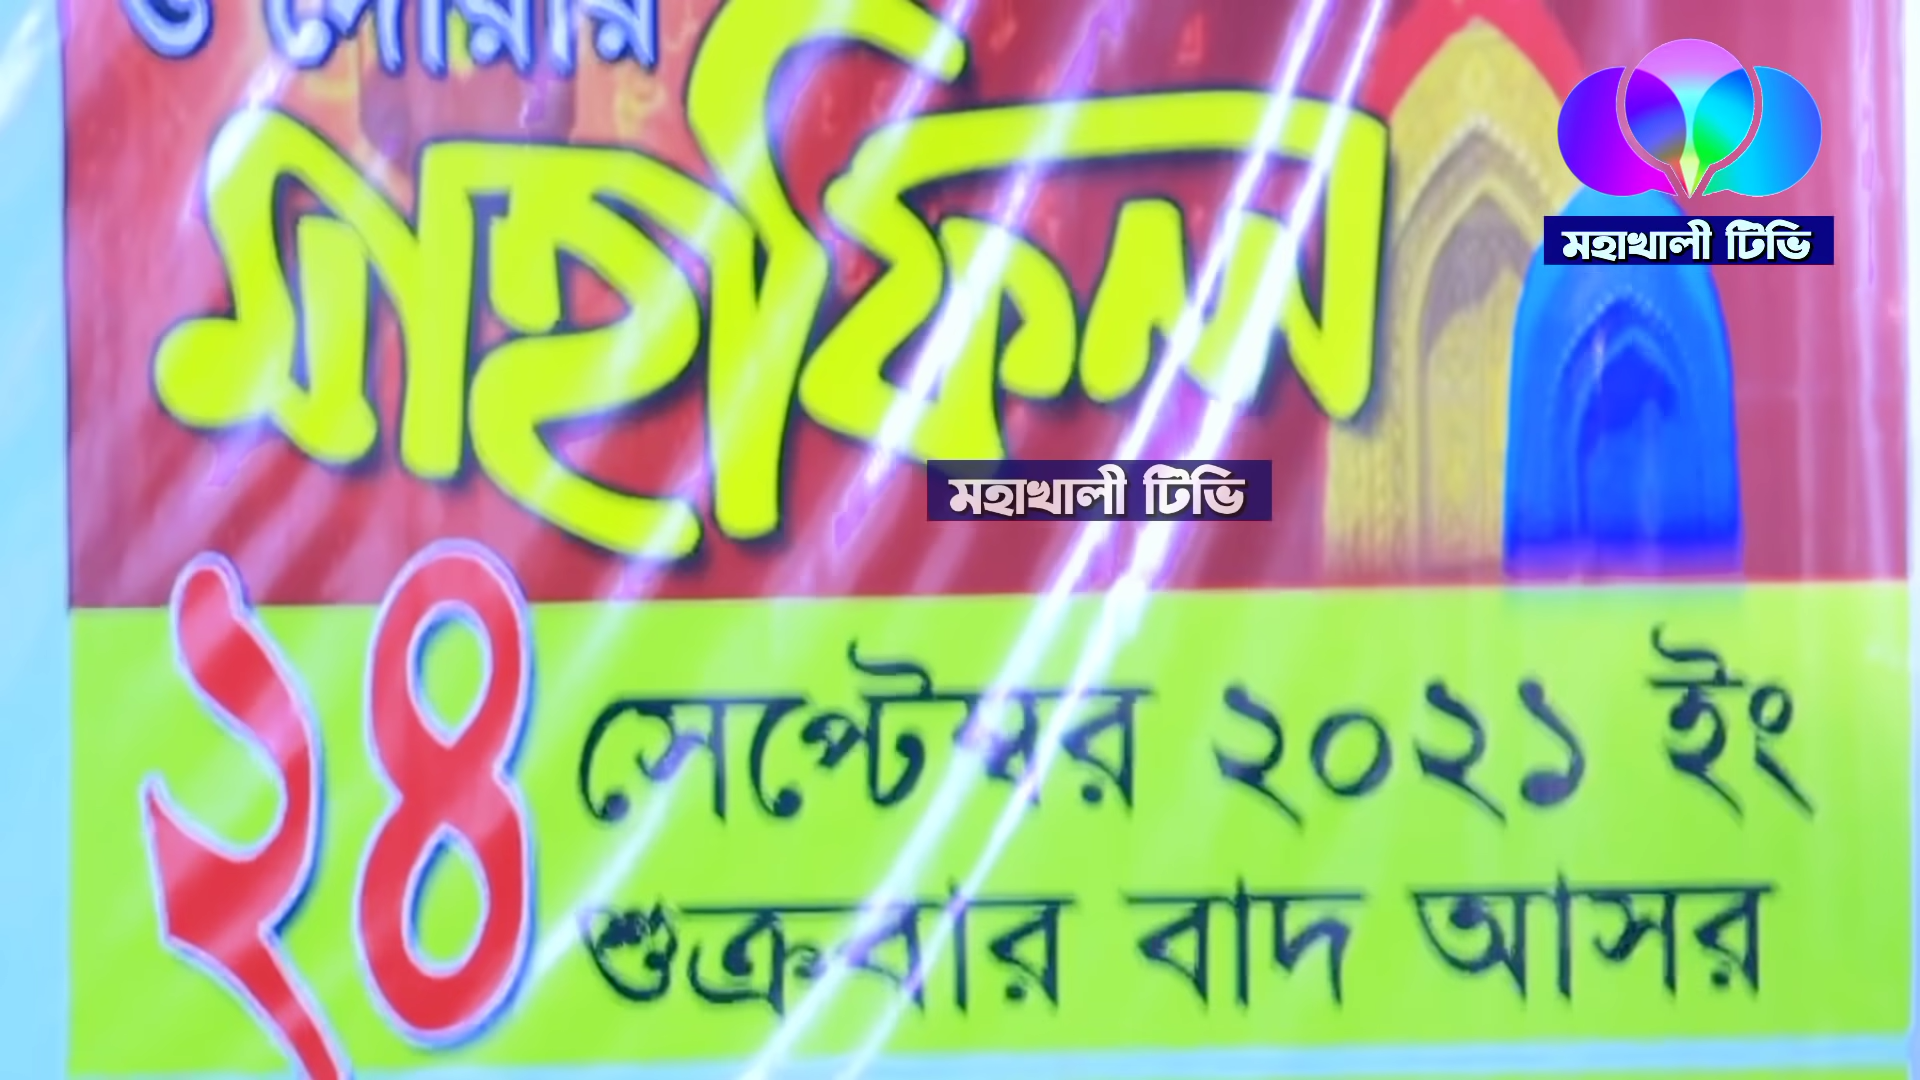 ও দোয়ার
মাহফিল
মহাখালী টিভি
মহাখালী টিভি
২৪ সেপ্টেম্বর ২০২১ ইং
শুক্রবার বাদ আসর